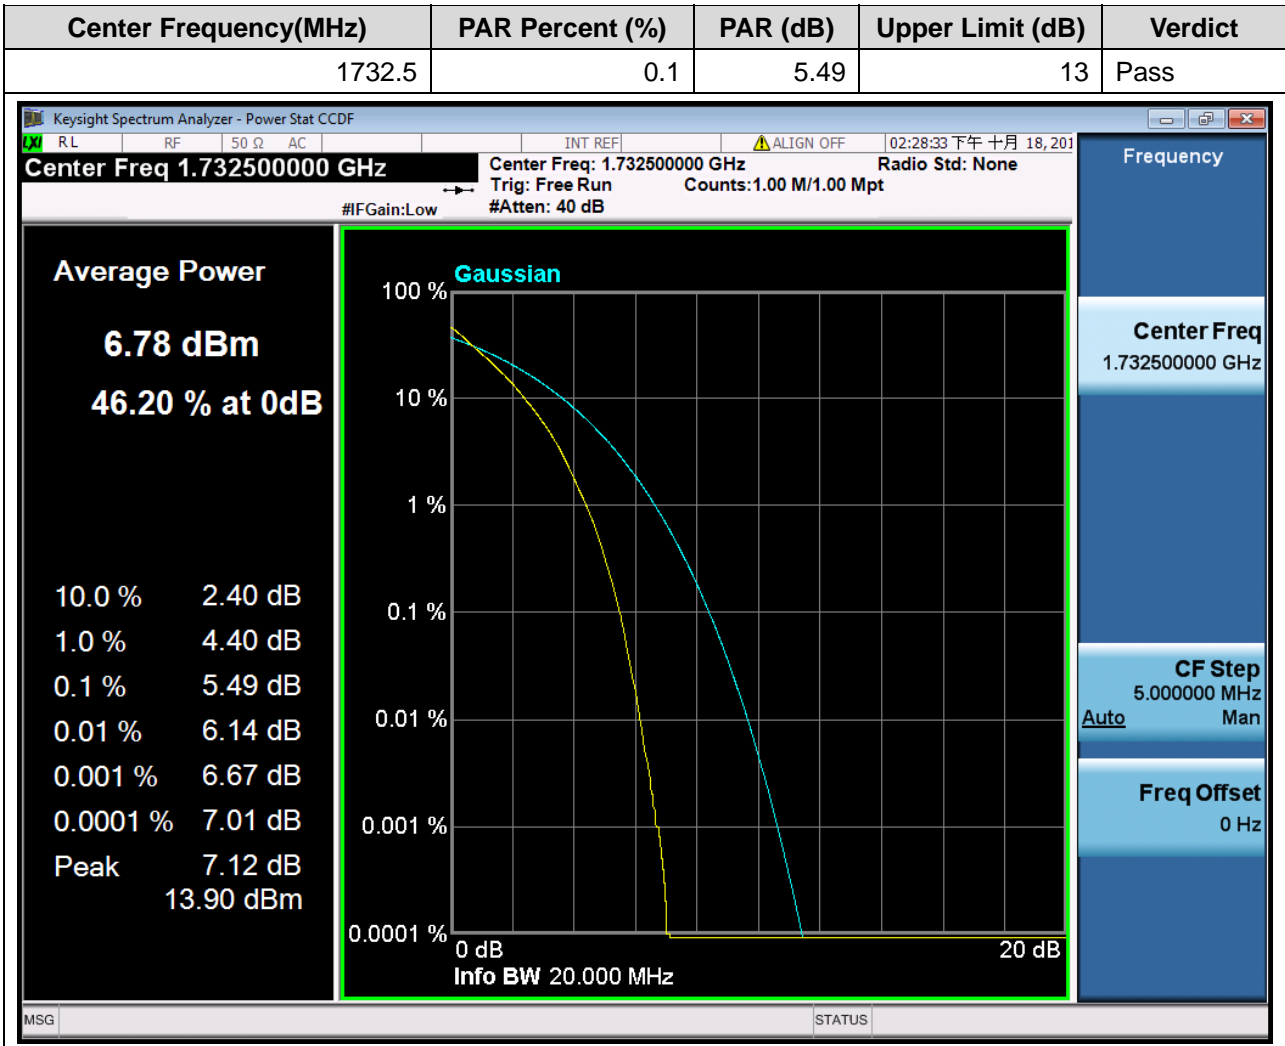 Center Frequency(MHz) PAR Percent (%) PAR (dB) Upper Limit (dB) Verdict
1732.5 0.1 5.49 13 Pass
Keysight Spectrum Analyzer - Power Stat CCDF
LXI RL RF 50 Ω AC INT REF ALIGN OFF 02:28:33 下午 十月 18, 201
Center Freq 1.732500000 GHz
Center Freq: 1.732500000 GHz Radio Std: None
Trig: Free Run Counts:1.00 M/1.00 Mpt
#IFGain:Low #Atten: 40 dB
Frequency
Average Power
6.78 dBm
46.20 % at 0dB
10.0 % 2.40 dB
1.0 % 4.40 dB
0.1 % 5.49 dB
0.01 % 6.14 dB
0.001 % 6.67 dB
0.0001 % 7.01 dB
Peak 7.12 dB
13.90 dBm
Gaussian
100 %
10 %
1 %
0.1 %
0.01 %
0.001 %
0.0001 %
0 dB 20 dB
Info BW 20.000 MHz
Center Freq
1.732500000 GHz
CF Step
5.000000 MHz
Auto Man
Freq Offset
0 Hz
MSG STATUS